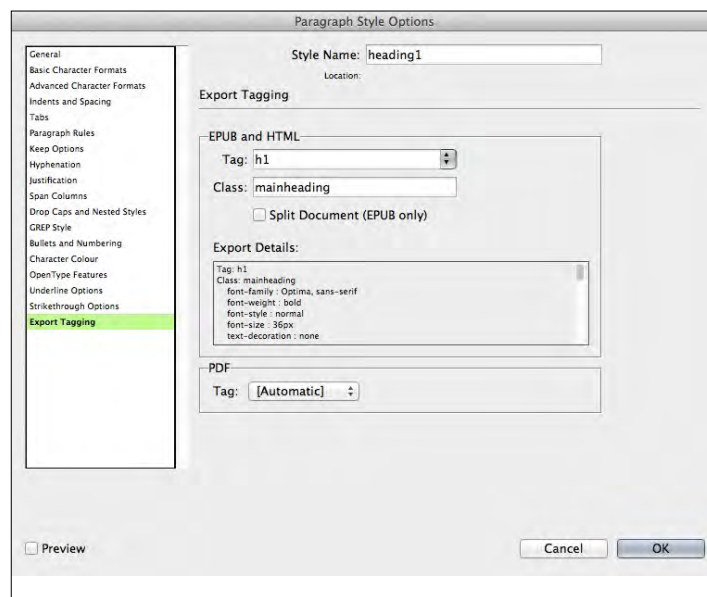 Paragraph Style Options
General
Basic Character Formats
Advanced Character Formats
Indents and Spacing
Tabs
Paragraph Rules
Keep Options
Hyphenation
Justification
Span Columns
Drop Caps and Nested Styles
GREP Style
Bullets and Numbering
Character Colour
OpenType Features
Underline Options
Strikethrough Options
Export Tagging
Style Name: heading1
Location:
Export Tagging
EPUB and HTML
Tag: h1
Class: mainheading
Split Document (EPUB only)
Export Details:
Tag: h1
Class: mainheading
font-family : Optima, sans-serif
font-weight : bold
font-style : normal
font-size : 36px
text-decoration : none
PDF
Tag: [Automatic]
Preview
Cancel
OK